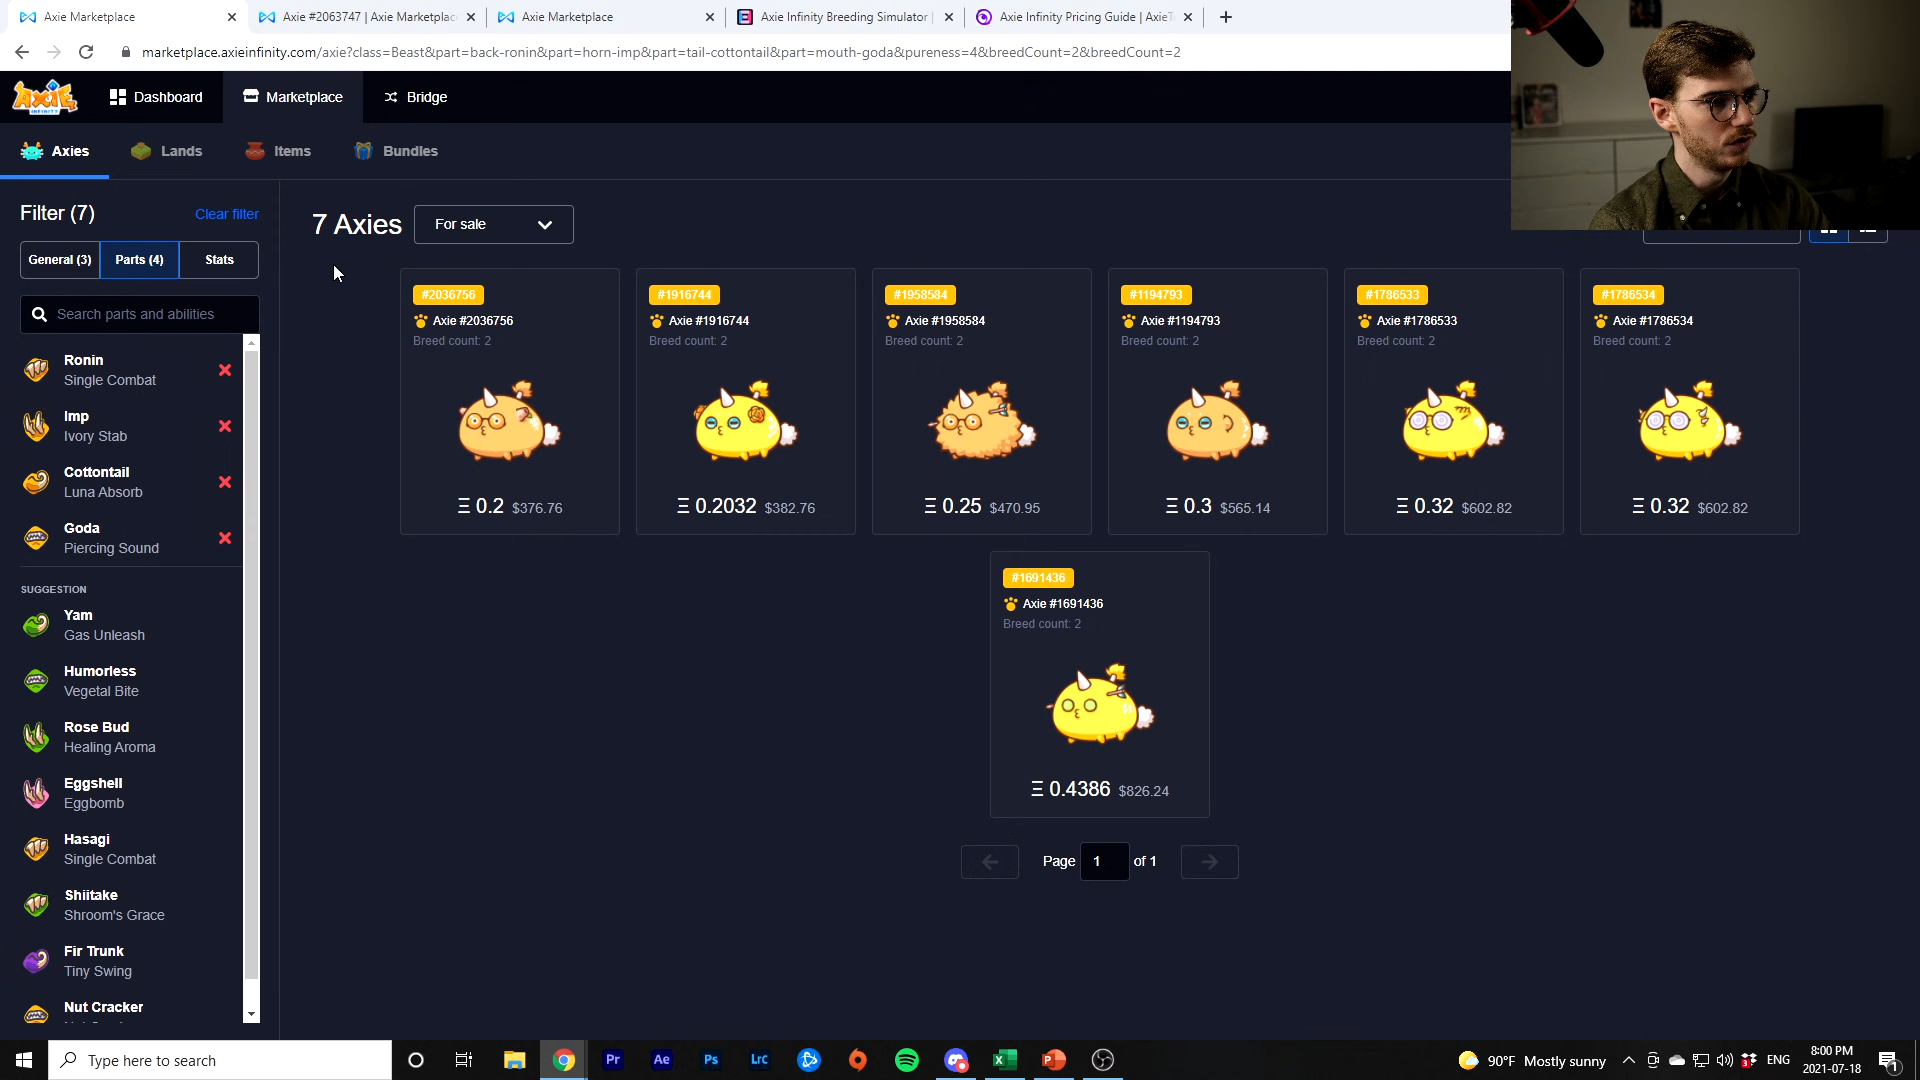 Axie Marketplace
Axie #2063747 | Axie Marketplac
Axie Marketplace
Axie Infinity Breeding Simulator |
Axie Infinity Pricing Guide | AxieT
marketplace.axieinfinity.com/axie?class=Beast&part=back-ronin&part=horn-imp&part=tail-cottontail&part=mouth-goda&pureness=4&breedCount=2&breedCount=2
AXIE
INFINITY
Dashboard
Marketplace
Bridge
Axies
Lands
Items
Bundles
Filter (7)
Clear filter
General (3)
Parts (4)
Stats
Search parts and abilities
Ronin
Single Combat
Imp
Ivory Stab
Cottontail
Luna Absorb
Goda
Piercing Sound
SUGGESTION
Yam
Gas Unleash
Humorless
Vegetal Bite
Rose Bud
Healing Aroma
Eggshell
Eggbomb
Hasagi
Single Combat
Shiitake
Shroom's Grace
Fir Trunk
Tiny Swing
Nut Cracker
7 Axies
For sale
#2036756
Axie #2036756
Breed count: 2
Ξ 0.2 $376.76
#1916744
Axie #1916744
Breed count: 2
Ξ 0.2032 $382.76
#1958584
Axie #1958584
Breed count: 2
Ξ 0.25 $470.95
#1194793
Axie #1194793
Breed count: 2
Ξ 0.3 $565.14
#1786533
Axie #1786533
Breed count: 2
Ξ 0.32 $602.82
#1786534
Axie #1786534
Breed count: 2
Ξ 0.32 $602.82
#1691436
Axie #1691436
Breed count: 2
Ξ 0.4386 $826.24
Page 1 of 1
Type here to search
Pr
Ae
Ps
LrC
90°F Mostly sunny
ENG
8:00 PM
2021-07-18
1